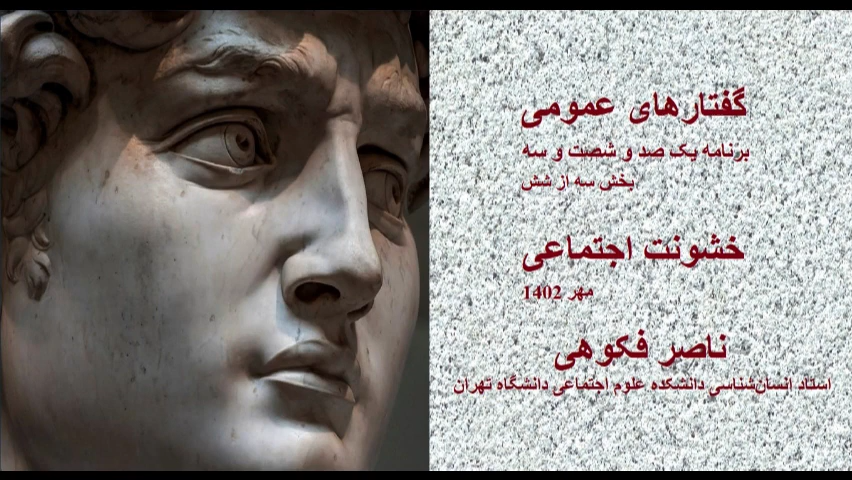 گفتارهای عمومی
برنامه یک صد و شصت و سه
بخش سه از شش
خشونت اجتماعی
مهر 1402
ناصر فکوهی
استاد انسان‌شناسی دانشکده علوم اجتماعی دانشگاه تهران